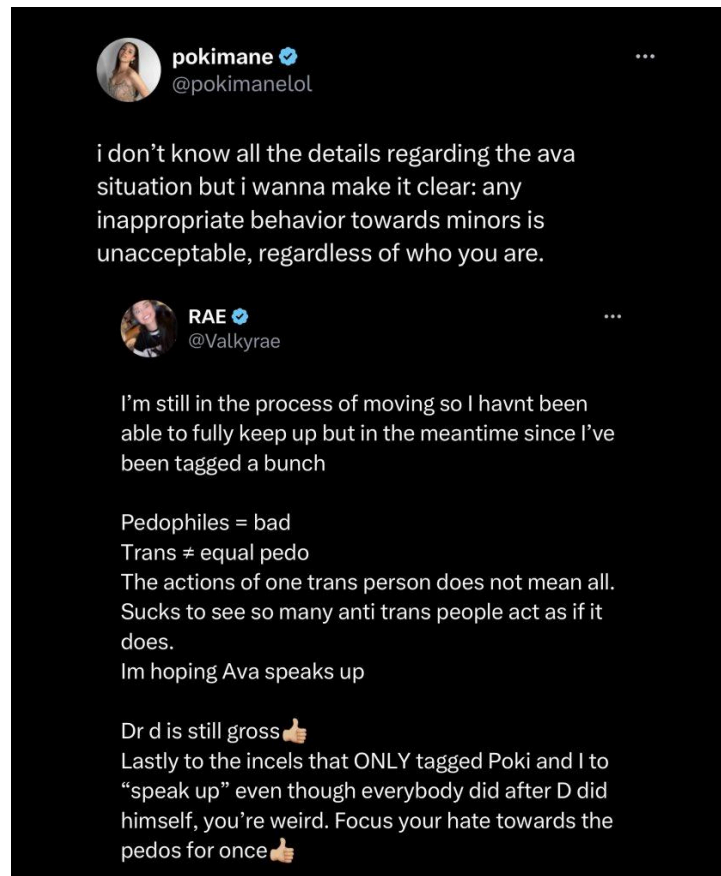 pokimane
@pokimanelol
i don’t know all the details regarding the ava
situation but i wanna make it clear: any
inappropriate behavior towards minors is
unacceptable, regardless of who you are.
RAE
@Valkyrae
I’m still in the process of moving so I havnt been
able to fully keep up but in the meantime since I’ve
been tagged a bunch
Pedophiles = bad
Trans ≠ equal pedo
The actions of one trans person does not mean all.
Sucks to see so many anti trans people act as if it
does.
Im hoping Ava speaks up
Dr d is still gross👍🏼
Lastly to the incels that ONLY tagged Poki and I to
“speak up” even though everybody did after D did
himself, you’re weird. Focus your hate towards the
pedos for once👍🏼